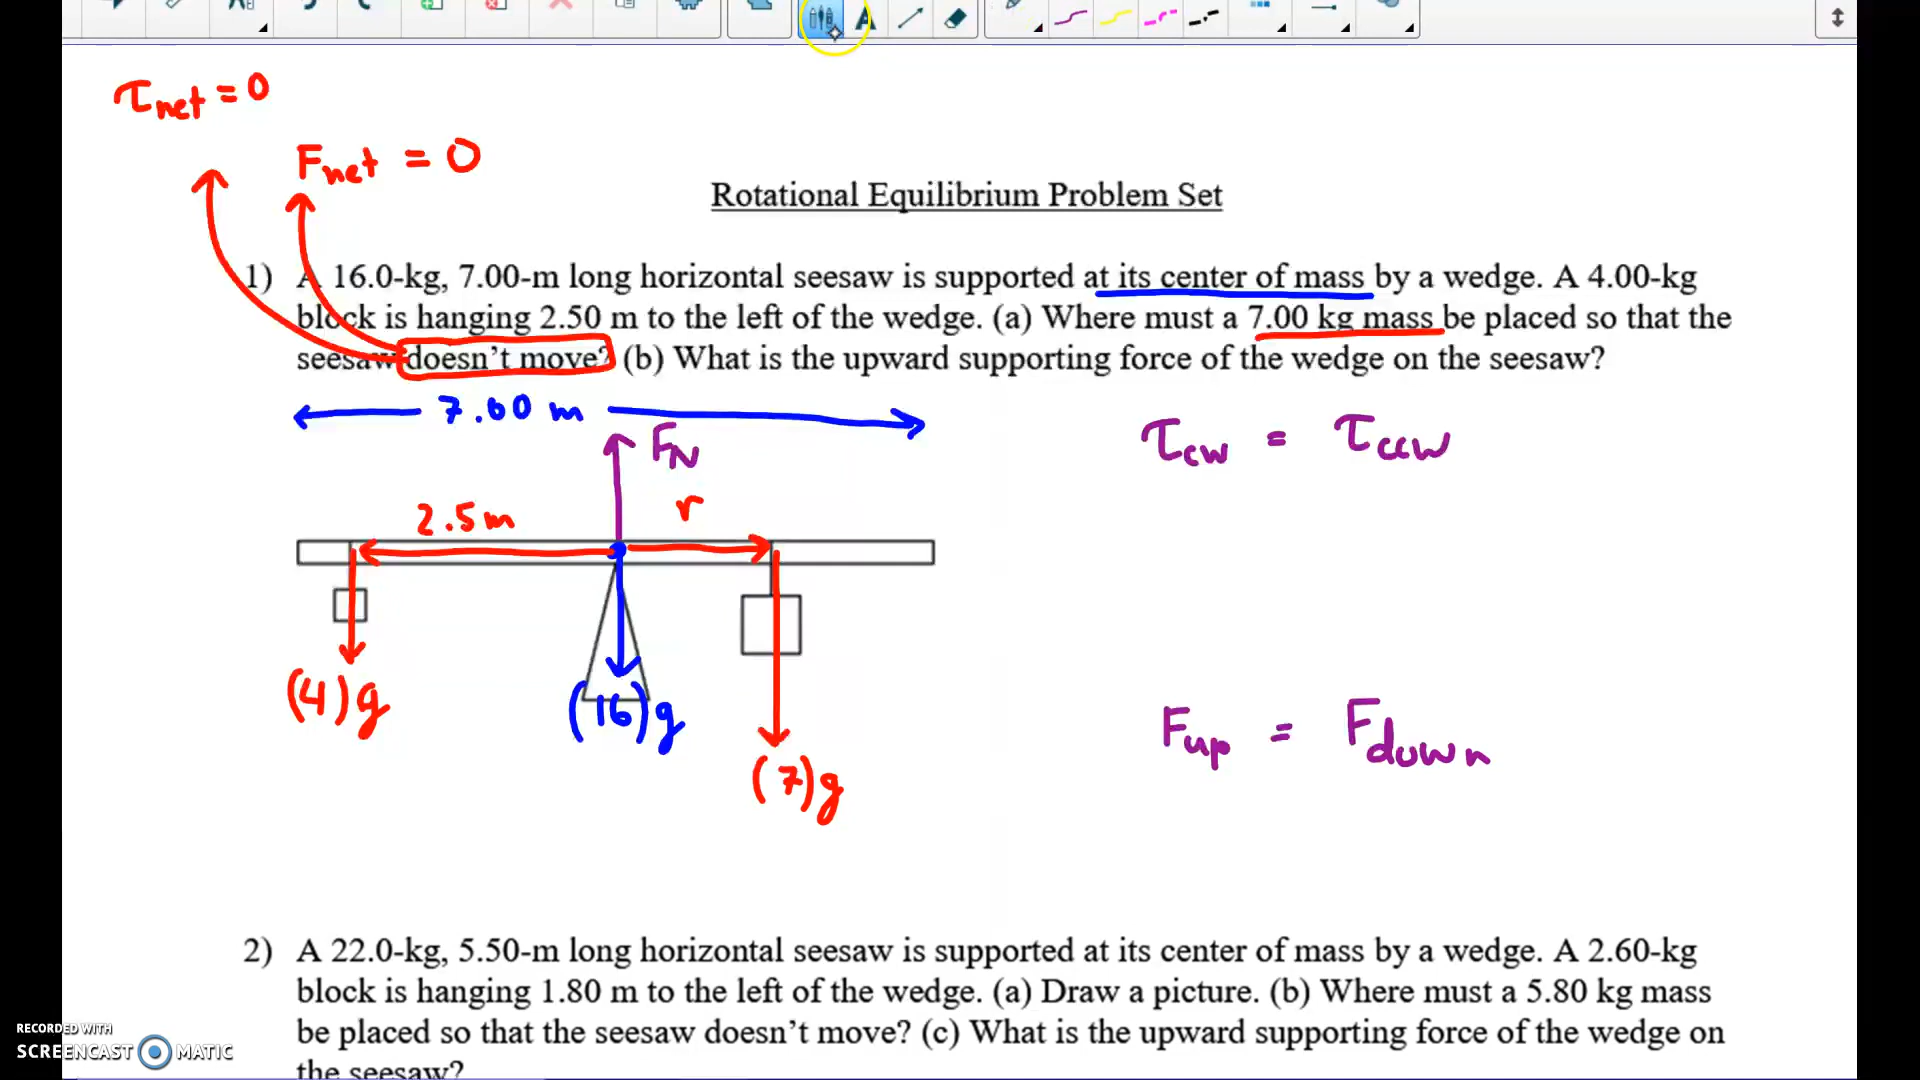 τnet = 0
Fnet = 0
Rotational Equilibrium Problem Set
1) A 16.0-kg, 7.00-m long horizontal seesaw is supported at its center of mass by a wedge. A 4.00-kg
block is hanging 2.50 m to the left of the wedge. (a) Where must a 7.00 kg mass be placed so that the
seesaw doesn't move? (b) What is the upward supporting force of the wedge on the seesaw?
7.00 m
FN
τcw = τccw
2.5m
r
(4)g
(16)g
(7)g
Fup = Fdown
2) A 22.0-kg, 5.50-m long horizontal seesaw is supported at its center of mass by a wedge. A 2.60-kg
block is hanging 1.80 m to the left of the wedge. (a) Draw a picture. (b) Where must a 5.80 kg mass
be placed so that the seesaw doesn't move? (c) What is the upward supporting force of the wedge on
the seesaw?
RECORDED WITH
SCREENCAST MATIC